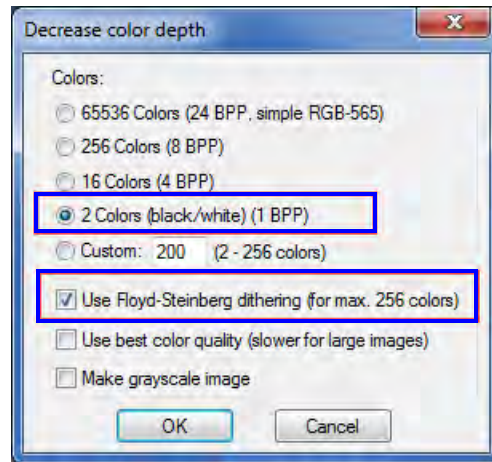 Decrease color depth
Colors:
65536 Colors (24 BPP, simple RGB-565)
256 Colors (8 BPP)
16 Colors (4 BPP)
2 Colors (black/white) (1 BPP)
Custom: 200 (2 - 256 colors)
Use Floyd-Steinberg dithering (for max. 256 colors)
Use best color quality (slower for large images)
Make grayscale image
OK Cancel